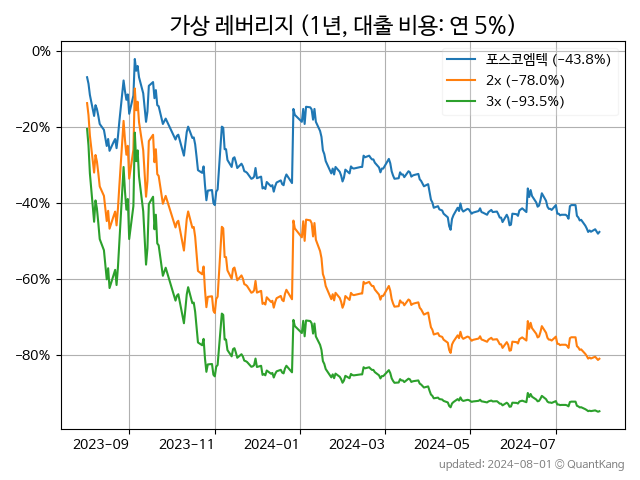 가상 레버리지 (1년, 대출 비용: 연 5%)
포스코엠텍 (−43.8%)
2x (−78.0%)
3x (−93.5%)
0%
−20%
−40%
−60%
−80%
2023-09 2023-11 2024-01 2024-03 2024-05 2024-07
updated: 2024-08-01 © QuantKang